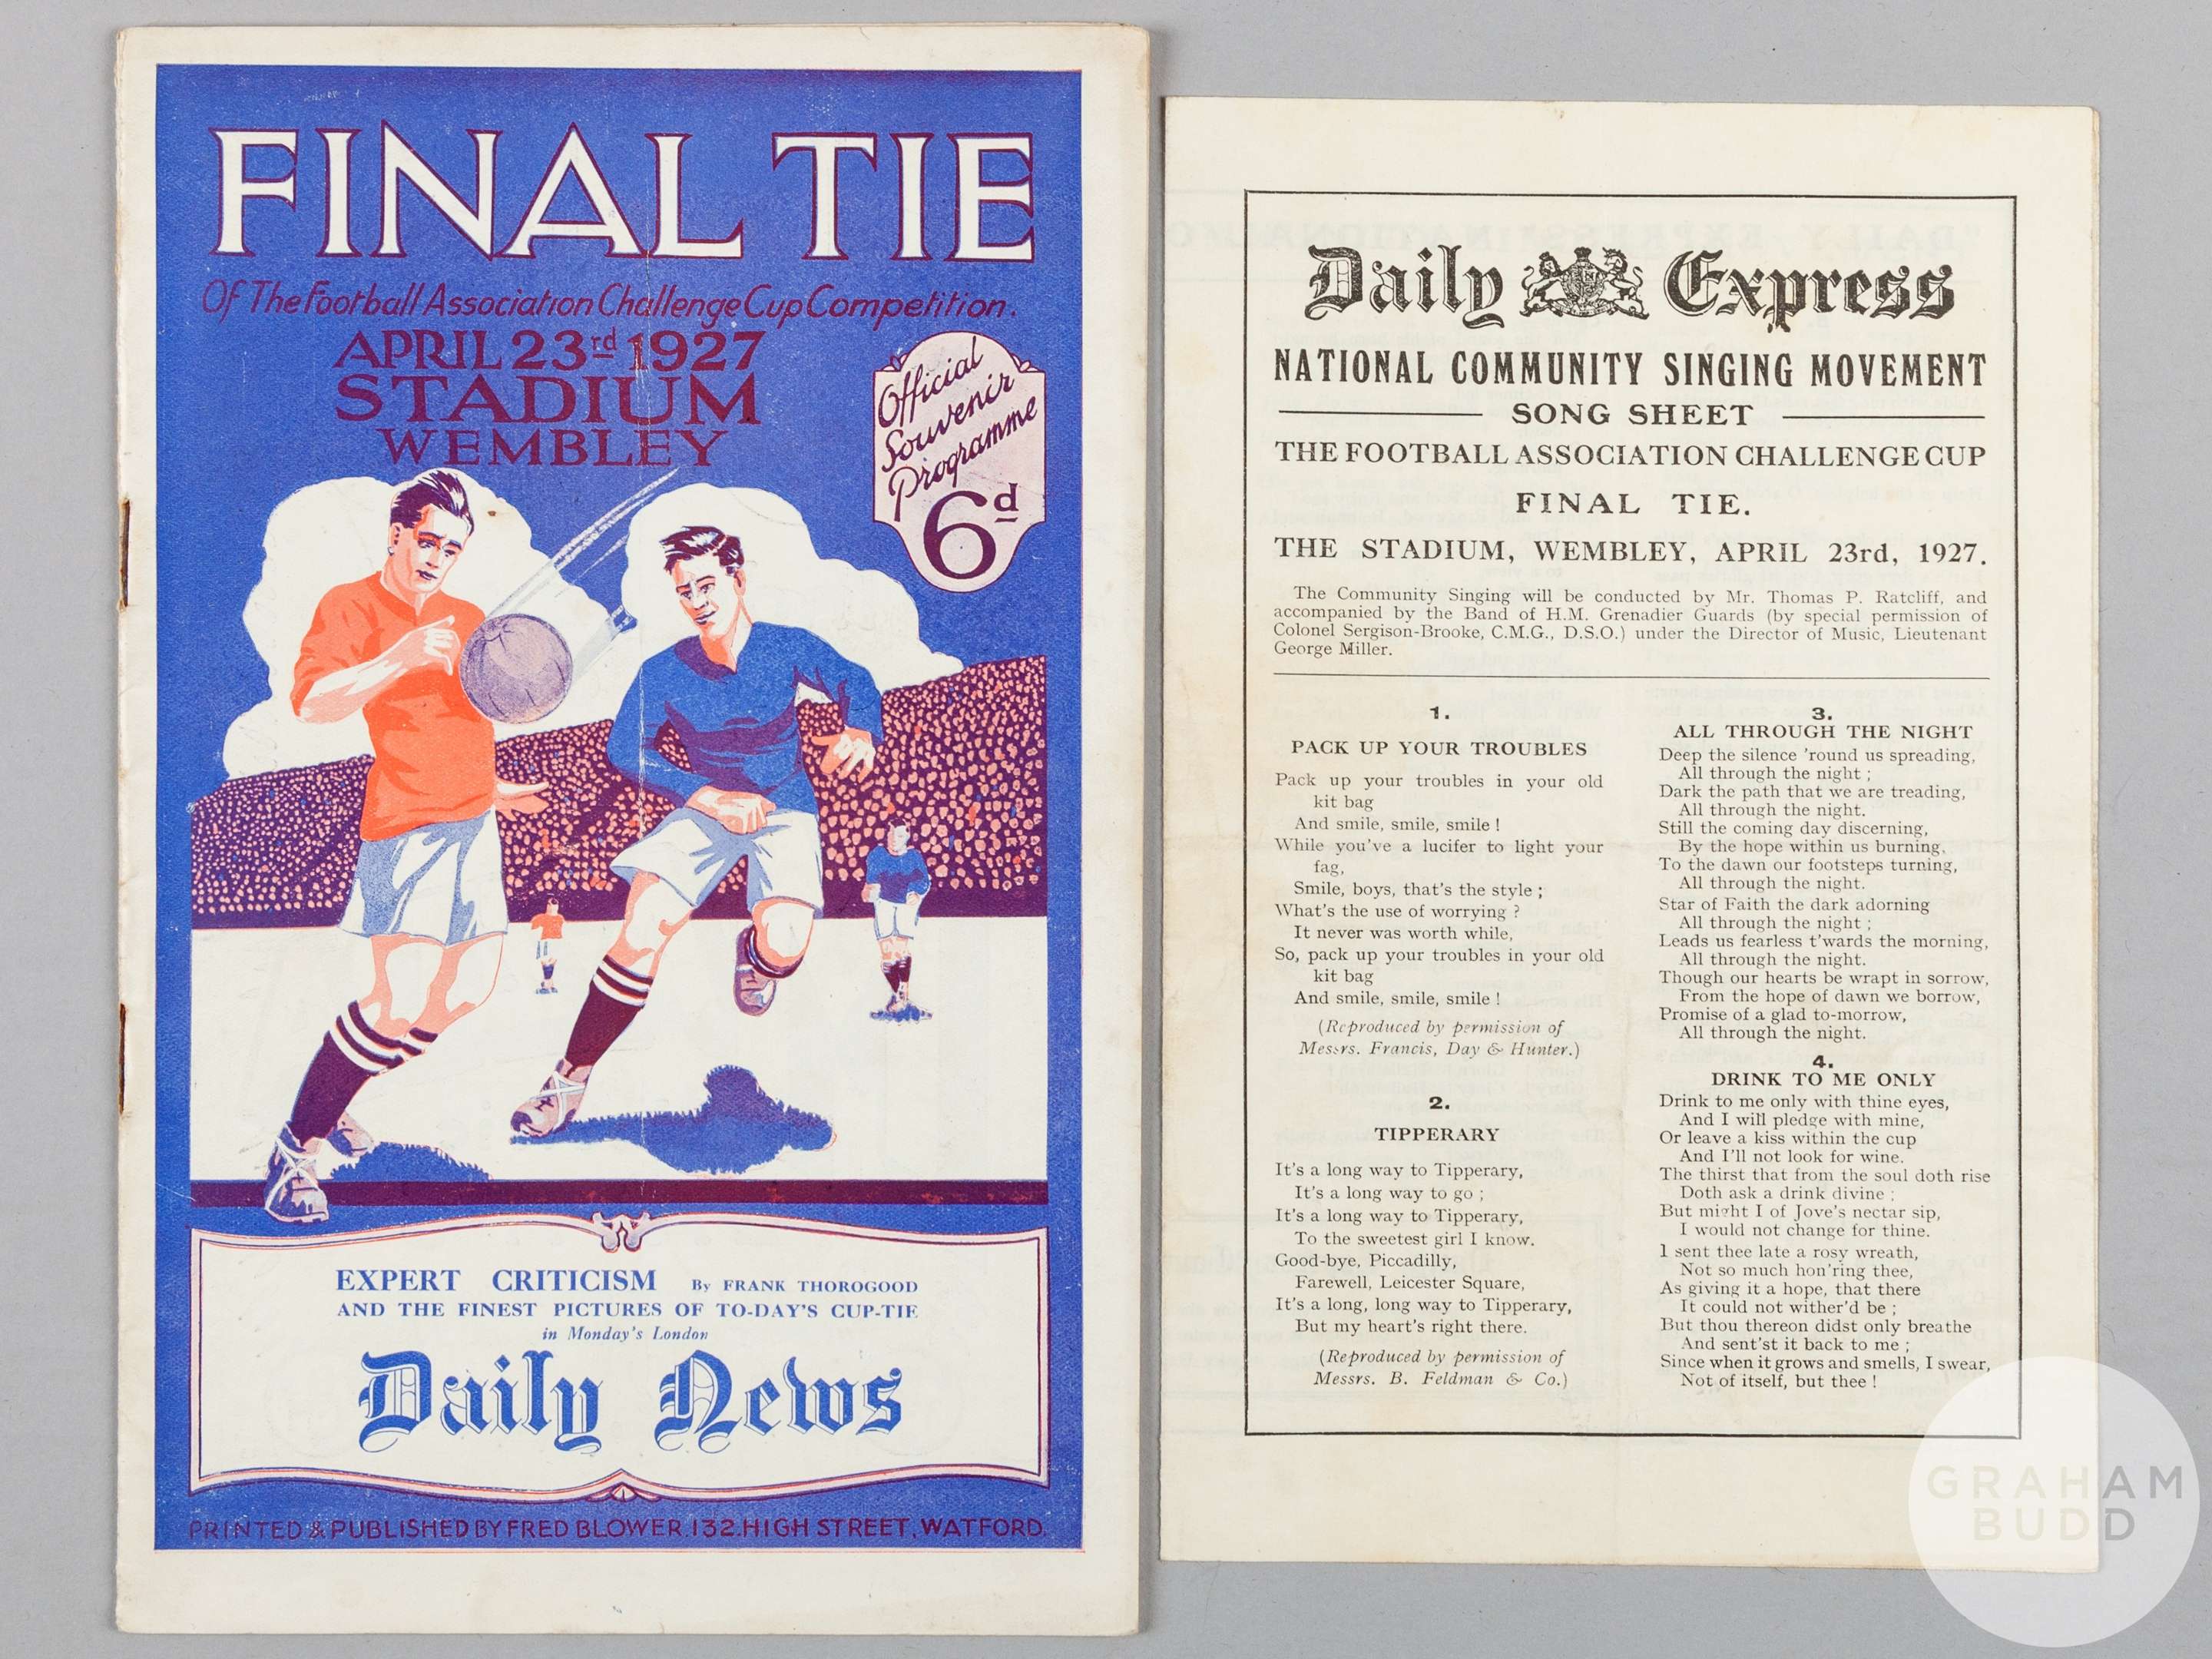 FINAL TIE
Of The Football Association Challenge Cup Competition.
APRIL 23rd 1927
STADIUM
WEMBLEY
Official
Souvenir
Programme
6d
EXPERT CRITICISM By FRANK THOROGOOD
AND THE FINEST PICTURES OF TO-DAY'S CUP-TIE
in Monday's London
Daily News
PRINTED & PUBLISHED BY FRED BLOWER. 132. HIGH STREET, WATFORD.
Daily Express
NATIONAL COMMUNITY SINGING MOVEMENT
SONG SHEET
THE FOOTBALL ASSOCIATION CHALLENGE CUP
FINAL TIE.
THE STADIUM, WEMBLEY, APRIL 23rd, 1927.
The Community Singing will be conducted by Mr. Thomas P. Ratcliff, and
accompanied by the Band of H.M. Grenadier Guards (by special permission of
Colonel Sergison-Brooke, C.M.G., D.S.O.) under the Director of Music, Lieutenant
George Miller.
1.
PACK UP YOUR TROUBLES
Pack up your troubles in your old
kit bag
And smile, smile, smile !
While you've a lucifer to light your
fag,
Smile, boys, that's the style ;
What's the use of worrying ?
It never was worth while,
So, pack up your troubles in your old
kit bag
And smile, smile, smile !
(Reproduced by permission of
Messrs. Francis, Day & Hunter.)
2.
TIPPERARY
It's a long way to Tipperary,
It's a long way to go ;
It's a long way to Tipperary,
To the sweetest girl I know.
Good-bye, Piccadilly,
Farewell, Leicester Square,
It's a long, long way to Tipperary,
But my heart's right there.
(Reproduced by permission of
Messrs. B. Feldman & Co.)
3.
ALL THROUGH THE NIGHT
Deep the silence 'round us spreading,
All through the night ;
Dark the path that we are treading,
All through the night.
Still the coming day discerning,
By the hope within us burning,
To the dawn our footsteps turning,
All through the night.
Star of Faith the dark adorning
All through the night ;
Leads us fearless t'wards the morning,
All through the night.
Though our hearts be wrapt in sorrow,
From the hope of dawn we borrow,
Promise of a glad to-morrow,
All through the night.
4.
DRINK TO ME ONLY
Drink to me only with thine eyes,
And I will pledge with mine,
Or leave a kiss within the cup
And I'll not look for wine.
The thirst that from the soul doth rise
Doth ask a drink divine ;
But might I of Jove's nectar sip,
I would not change for thine.
I sent thee late a rosy wreath,
Not so much hon'ring thee,
As giving it a hope, that there
It could not wither'd be ;
But thou thereon didst only breathe
And sent'st it back to me ;
Since when it grows and smells, I swear,
Not of itself, but thee !
GRAHAM
BUDD